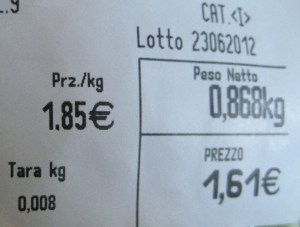 CAT.<I>
Lotto 23062012
Prz./kg
1.85€
Peso Netto
0,868kg
Tara kg
0,008
PREZZO
1,61€